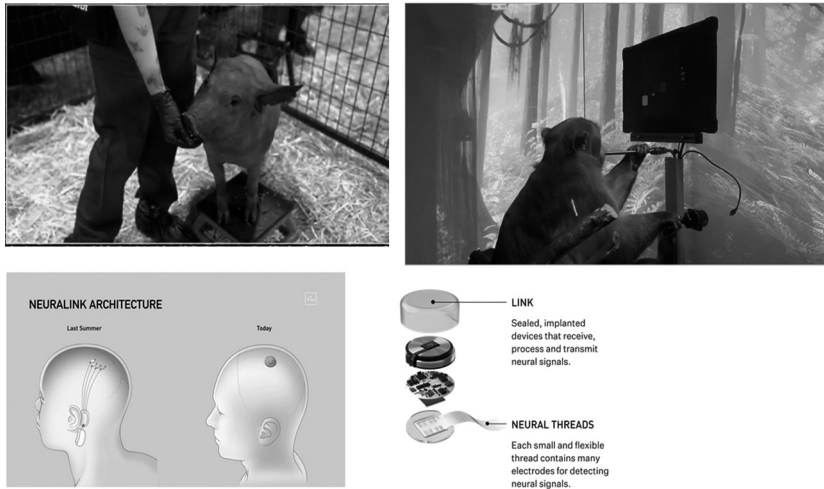 NEURALINK ARCHITECTURE
Last Summer
Today
LINK
Sealed, implanted
devices that receive,
process and transmit
neural signals.
NEURAL THREADS
Each small and flexible
thread contains many
electrodes for detecting
neural signals.